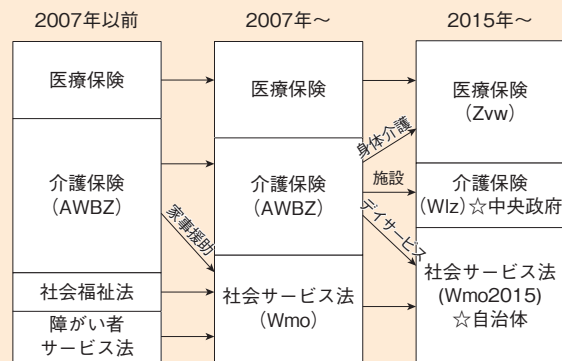 2007年以前
2007年～
2015年～
医療保険
医療保険
医療保険
（Zvw）
身体介護
介護保険
（AWBZ）
介護保険
（AWBZ）
施設
介護保険
(Wlz)☆中央政府
家事援助
デイサービス
社会福祉法
障がい者
サービス法
社会サービス法
（Wmo）
社会サービス法
(Wmo2015)
☆自治体